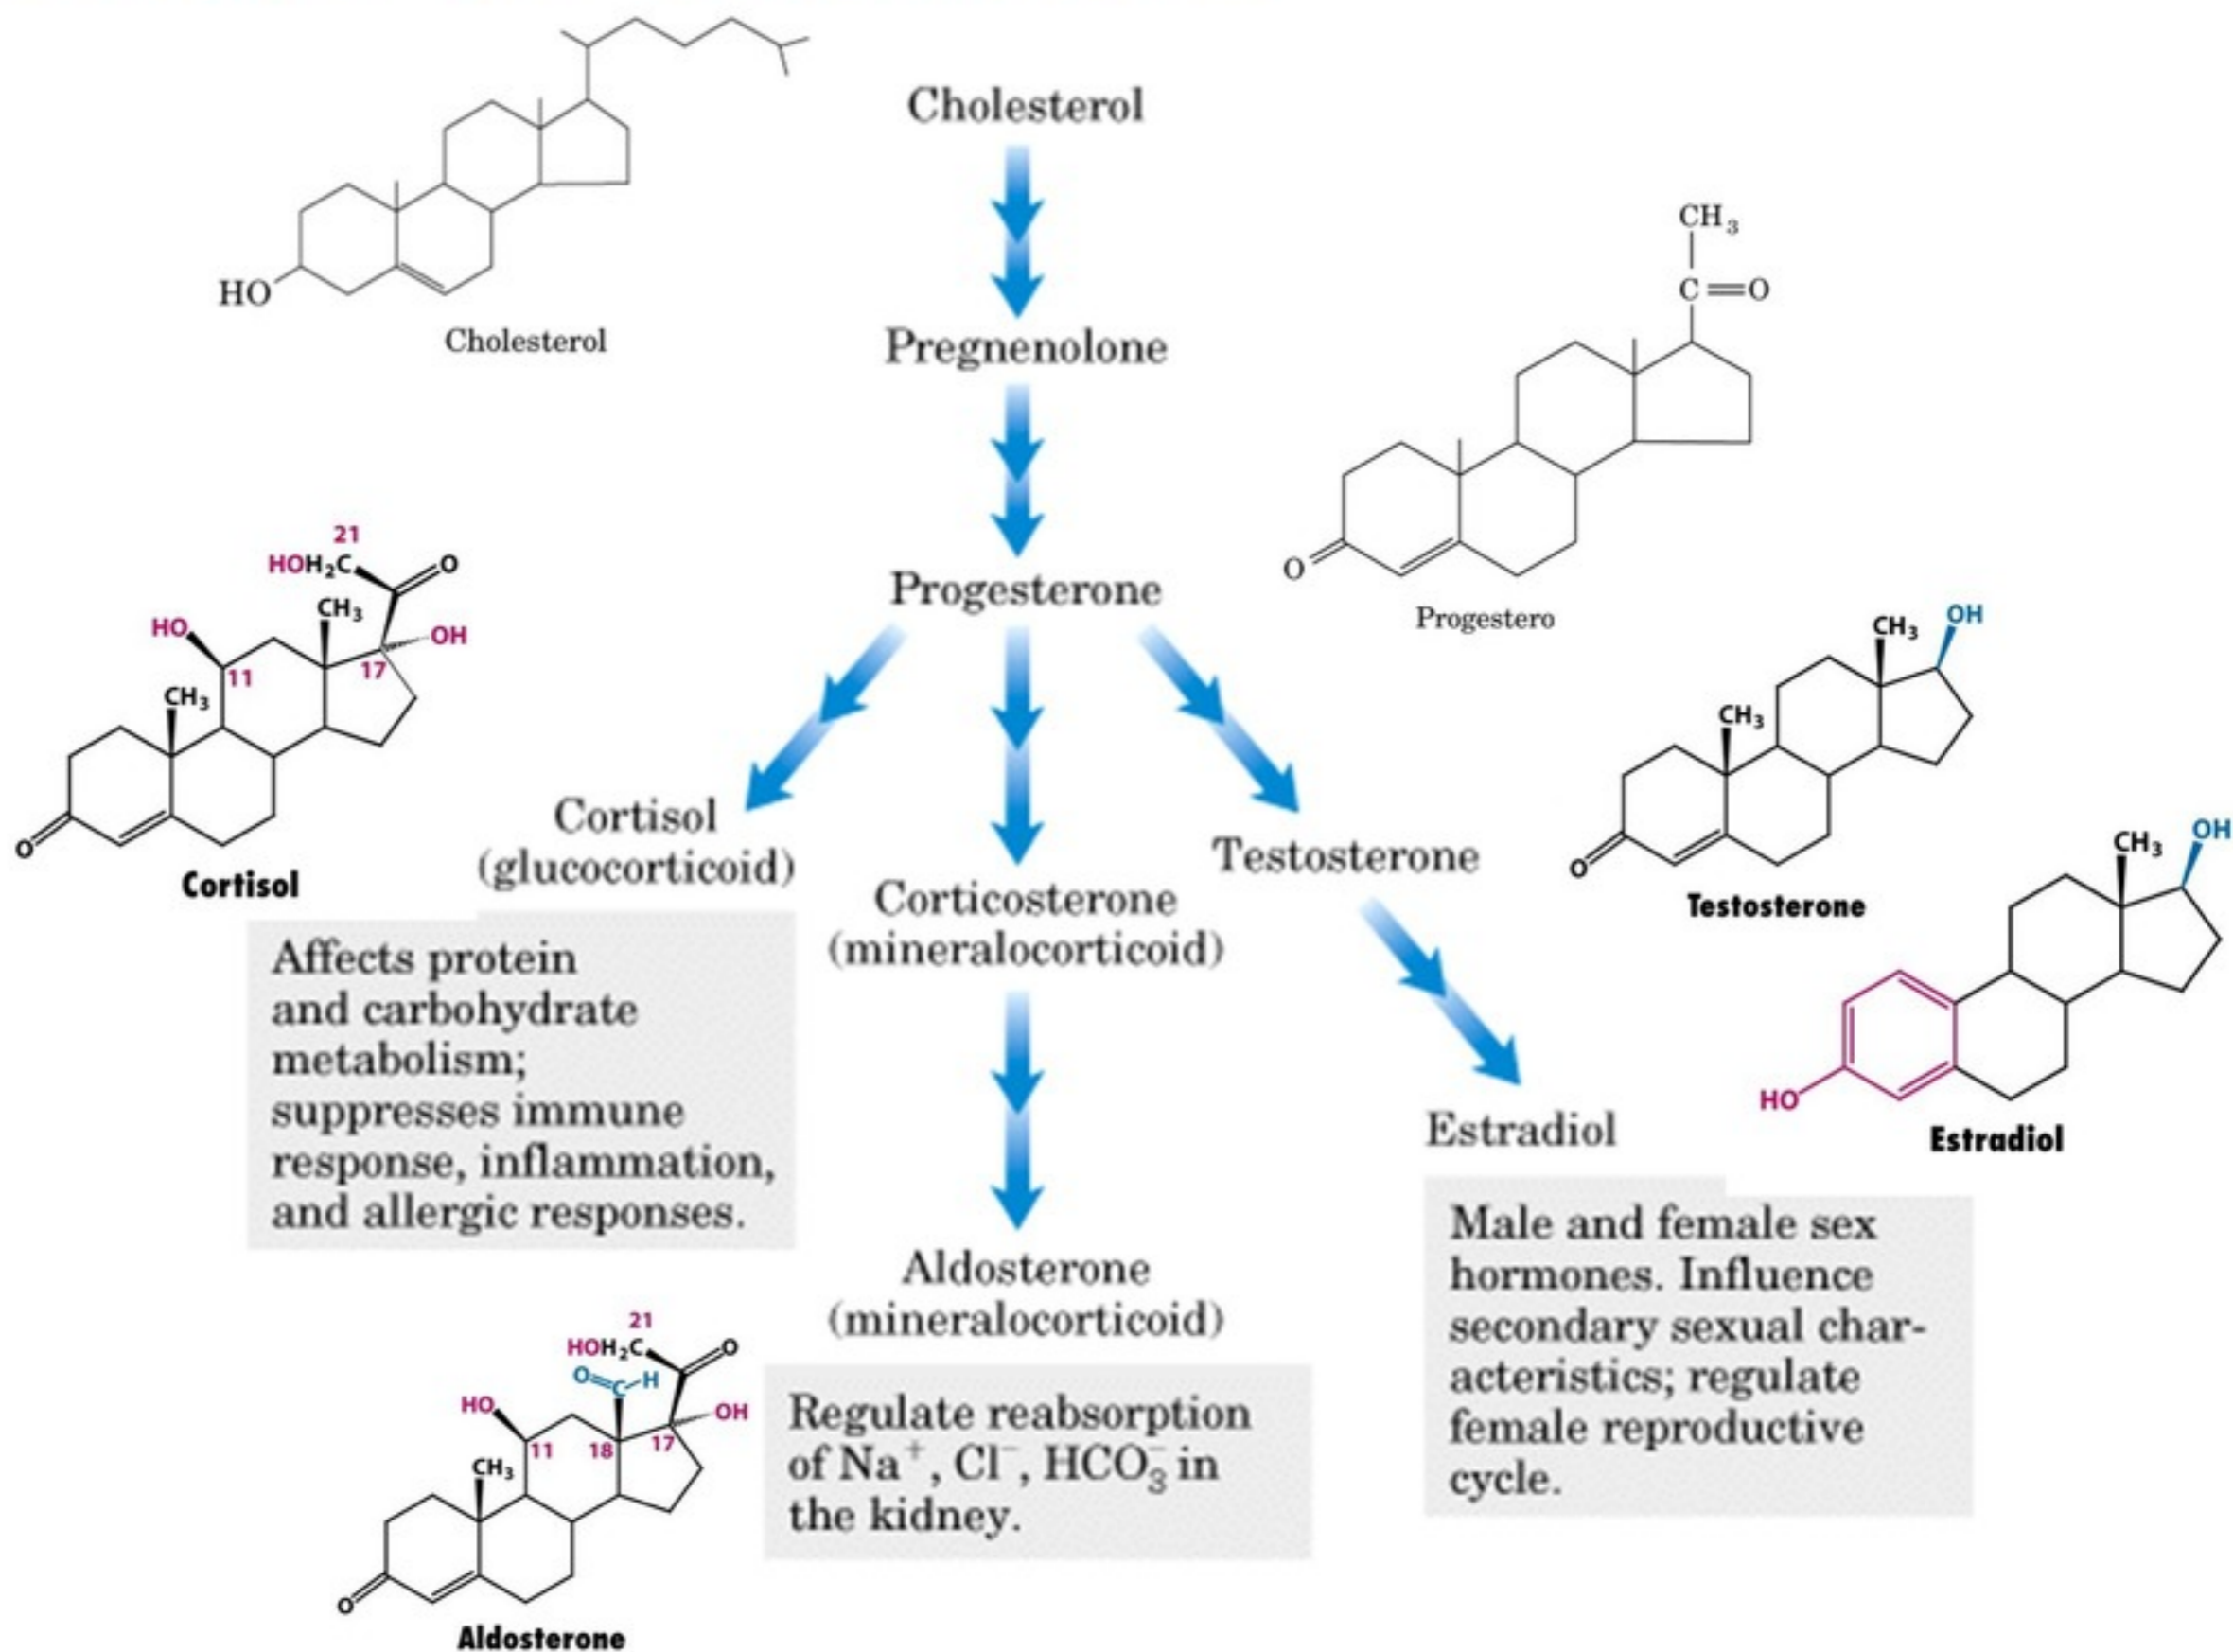 Cholesterol
HO
Cholesterol
Pregnenolone
CH3
C=O
O
Progestero
Progesterone
21
HOH2C
O
CH3
HO
OH
11
17
CH3
O
Cortisol
Cortisol
(glucocorticoid)
Affects protein
and carbohydrate
metabolism;
suppresses immune
response, inflammation,
and allergic responses.
Corticosterone
(mineralocorticoid)
Testosterone
OH
CH3
CH3
O
Testosterone
OH
CH3
HO
Estradiol
Estradiol
Male and female sex
hormones. Influence
secondary sexual char-
acteristics; regulate
female reproductive
cycle.
Aldosterone
(mineralocorticoid)
Regulate reabsorption
of Na+, Cl−, HCO3− in
the kidney.
21
HOH2C
O
O=C-H
HO
OH
11
18
17
CH3
O
Aldosterone